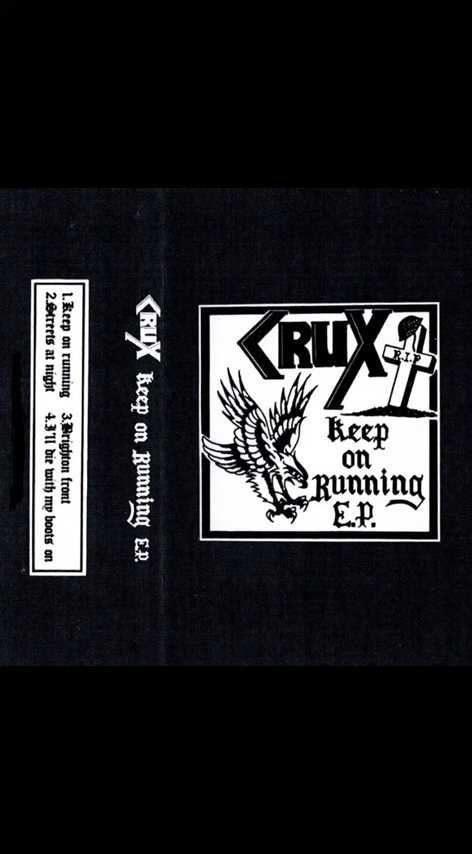 CRUX
R.I.P
Keep
on
Running
E.P.
CRUX Keep on Running E.P.
1.Keep on running 3.Brighton front
2.Streets at night 4.I'll die with my boots on